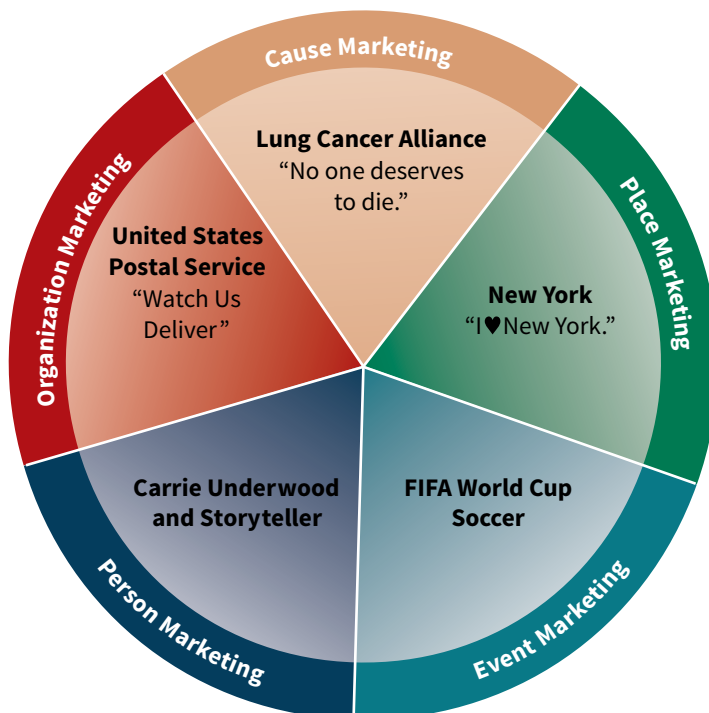 Cause Marketing
Lung Cancer Alliance
“No one deserves
to die.”
Place Marketing
New York
“I♥New York.”
Event Marketing
FIFA World Cup
Soccer
Person Marketing
Carrie Underwood
and Storyteller
Organization Marketing
United States
Postal Service
“Watch Us
Deliver”